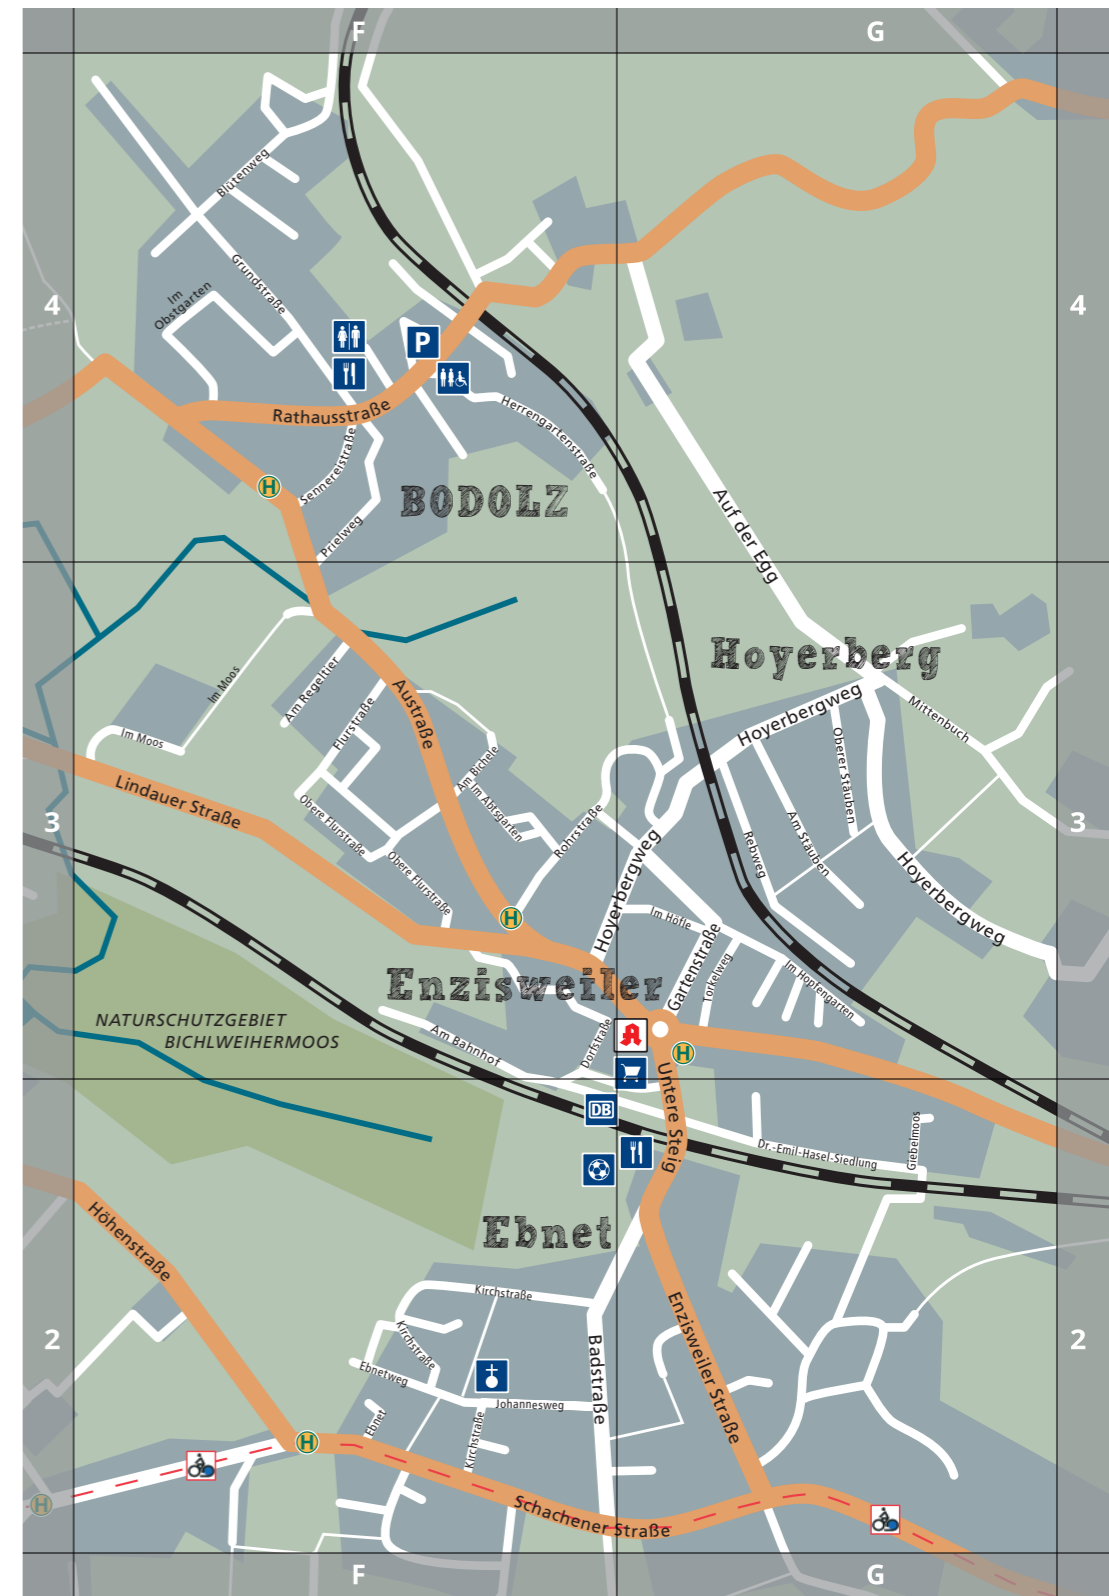 F
G
Blütenweg
Grundstraße
Im
Obstgarten
4
4
P
Rathausstraße
Herrengartenstraße
Sennereistraße
H
BODOLZ
Prielweg
Auf der Egg
Hoyerberg
Im Moos
Am Regeltier
Flurstraße
Austraße
Hoyerbergweg
Mittenbuch
Im Moos
Oberer Stäuben
Am Bichele
Im Abtsgarten
Lindauer Straße
Obere Flurstraße
Rohrstraße
Am Stäuben
3
3
Rebweg
Hoyerbergweg
Obere Flurstraße
Hoyerbergweg
H
Im Höfle
Gartenstraße
Torkelweg
Im Hopfengarten
Enzisweiler
NATURSCHUTZGEBIET
BICHLWEIHERMOOS
Am Bahnhof
Dorfstraße
A
H
Untere Steig
DB
Giebelmoos
Dr.-Emil-Hasel-Siedlung
Ebnet
Höhenstraße
Kirchstraße
Kirchstraße
2
2
Enzisweiler Straße
Badstraße
Ebnetweg
Johannesweg
Ebnet
Kirchstraße
H
H
Schachener Straße
F
G